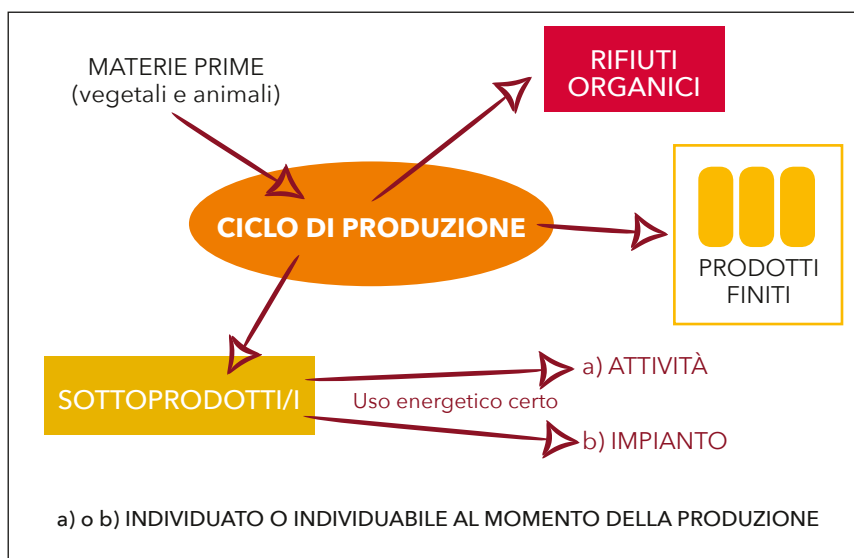 MATERIE PRIME
(vegetali e animali)
RIFIUTI
ORGANICI
CICLO DI PRODUZIONE
PRODOTTI
FINITI
SOTTOPRODOTTI/I
a) ATTIVITÀ
Uso energetico certo
b) IMPIANTO
a) o b) INDIVIDUATO O INDIVIDUABILE AL MOMENTO DELLA PRODUZIONE